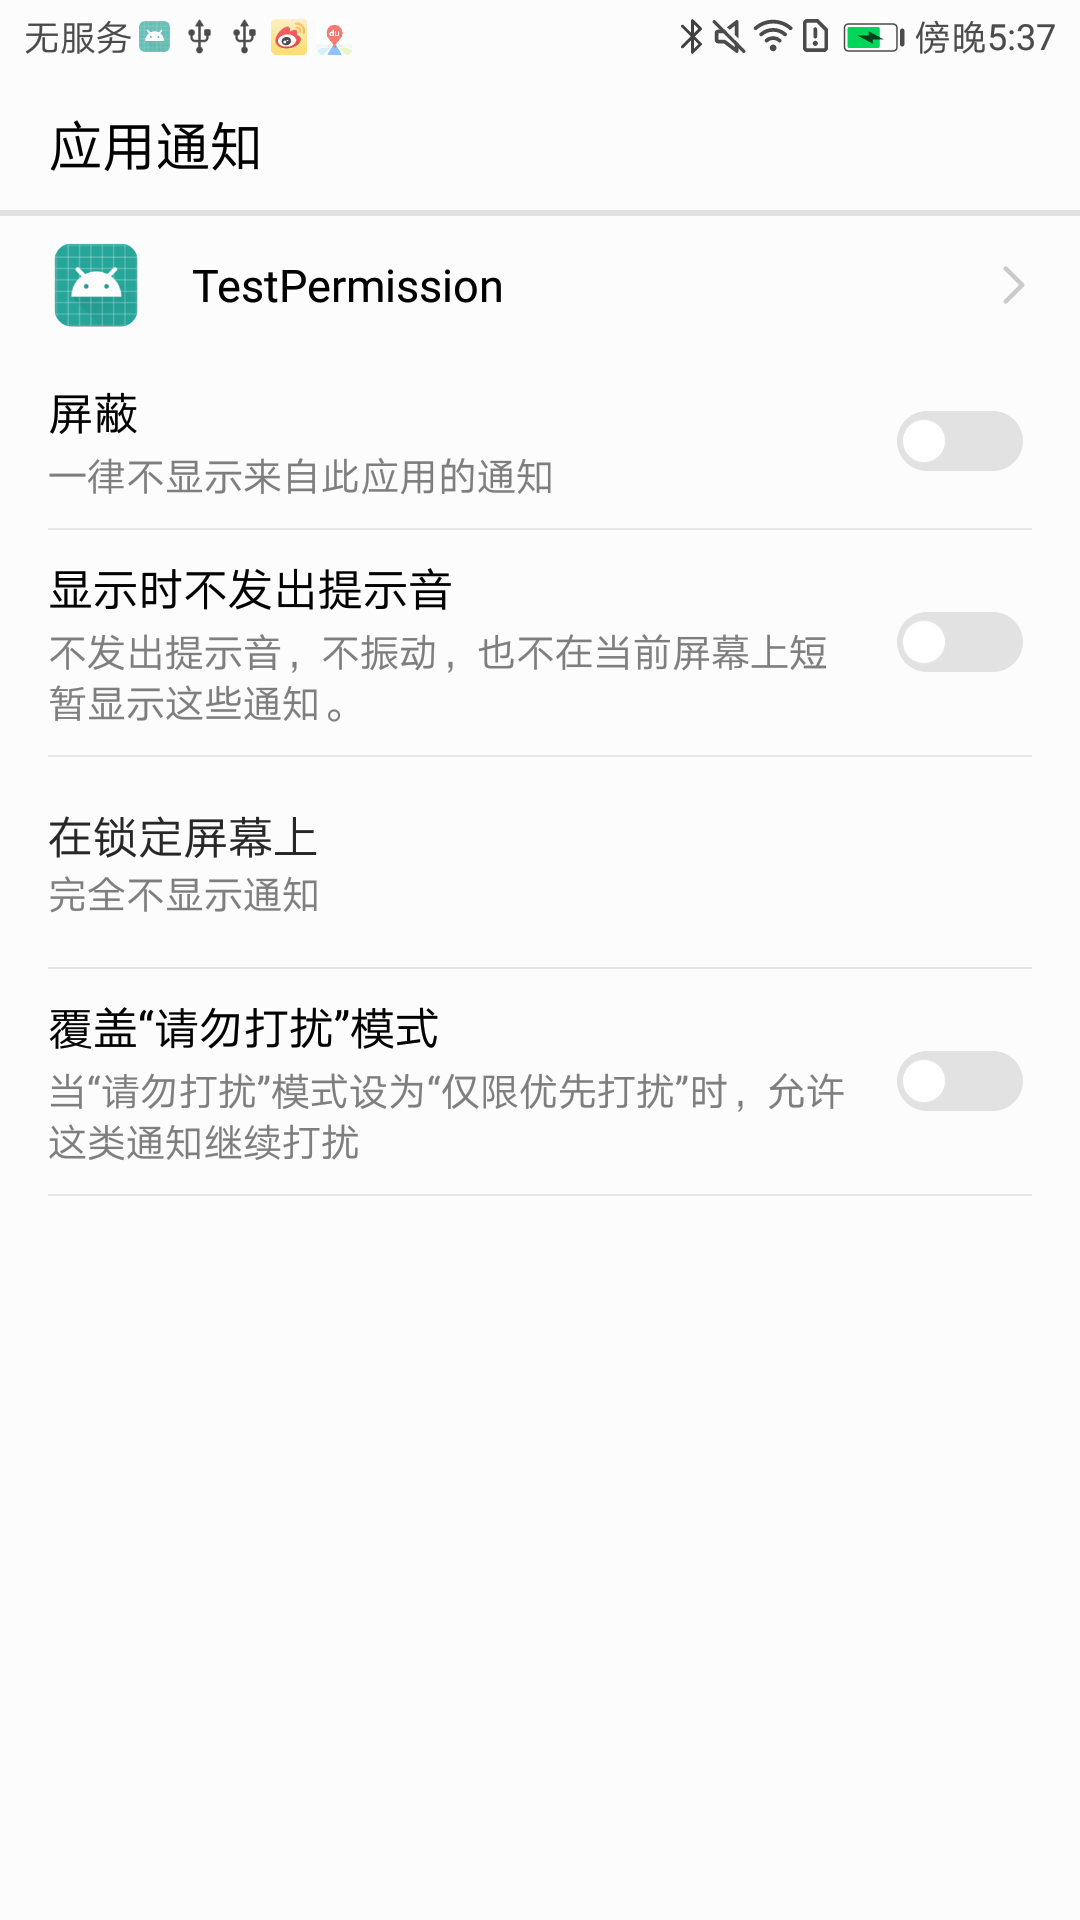 无服务 傍晚5:37
应用通知
TestPermission
屏蔽
一律不显示来自此应用的通知
显示时不发出提示音
不发出提示音，不振动，也不在当前屏幕上短
暂显示这些通知。
在锁定屏幕上
完全不显示通知
覆盖“请勿打扰”模式
当“请勿打扰”模式设为“仅限优先打扰”时，允许
这类通知继续打扰